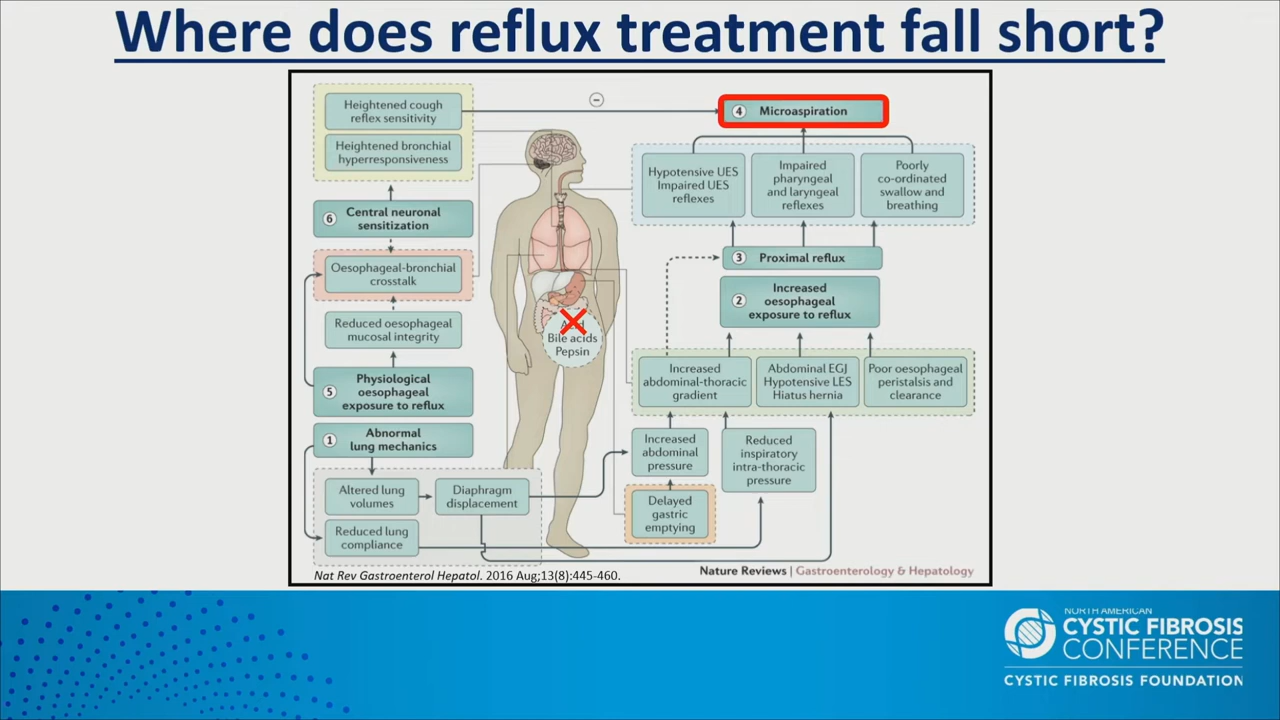 Where does reflux treatment fall short?
Heightened cough
reflex sensitivity
Heightened bronchial
hyperresponsiveness
6 Central neuronal
sensitization
Oesophageal-bronchial
crosstalk
Reduced oesophageal
mucosal integrity
5 Physiological
oesophageal
exposure to reflux
1 Abnormal
lung mechanics
Altered lung
volumes
Diaphragm
displacement
Reduced lung
compliance
−
Bile acids
Pepsin
4 Microaspiration
Hypotensive UES
Impaired UES
reflexes
Impaired
pharyngeal
and laryngeal
reflexes
Poorly
co-ordinated
swallow and
breathing
3 Proximal reflux
2 Increased
oesophageal
exposure to reflux
Increased
abdominal-thoracic
gradient
Abdominal EGJ
Hypotensive LES
Hiatus hernia
Poor oesophageal
peristalsis and
clearance
Increased
abdominal
pressure
Reduced
inspiratory
intra-thoracic
pressure
Delayed
gastric
emptying
Nat Rev Gastroenterol Hepatol. 2016 Aug;13(8):445-460.
Nature Reviews | Gastroenterology & Hepatology
NORTH AMERICAN
CYSTIC FIBROSIS
CONFERENCE
CYSTIC FIBROSIS FOUNDATION